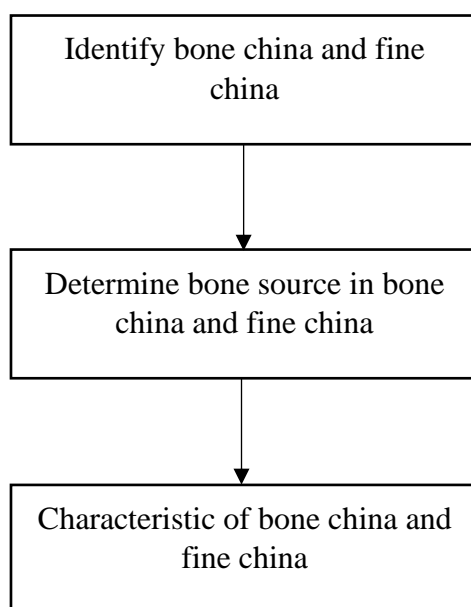 Identify bone china and fine
china
Determine bone source in bone
china and fine china
Characteristic of bone china and
fine china